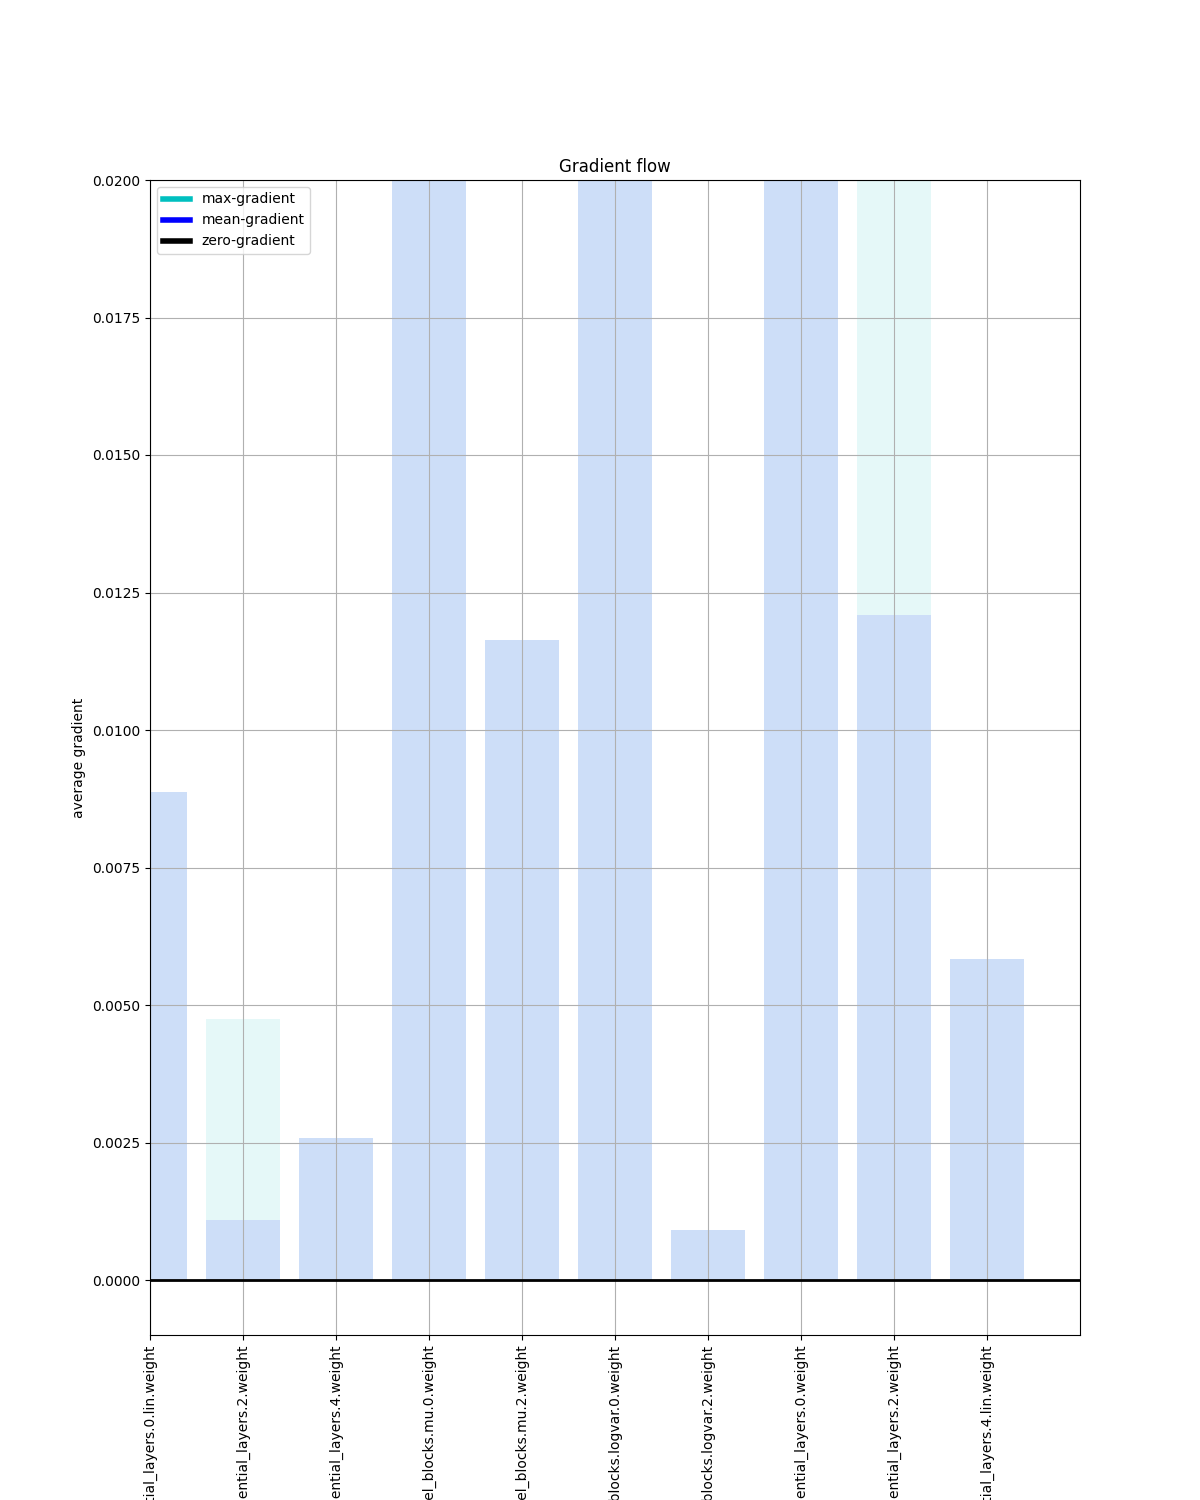 Gradient flow
max-gradient
mean-gradient
zero-gradient
0.0200
0.0175
0.0150
0.0125
0.0100
0.0075
0.0050
0.0025
0.0000
average gradient
tial_layers.0.lin.weight
ential_layers.2.weight
ential_layers.4.weight
el_blocks.mu.0.weight
el_blocks.mu.2.weight
blocks.logvar.0.weight
blocks.logvar.2.weight
ential_layers.0.weight
ential_layers.2.weight
tial_layers.4.lin.weight